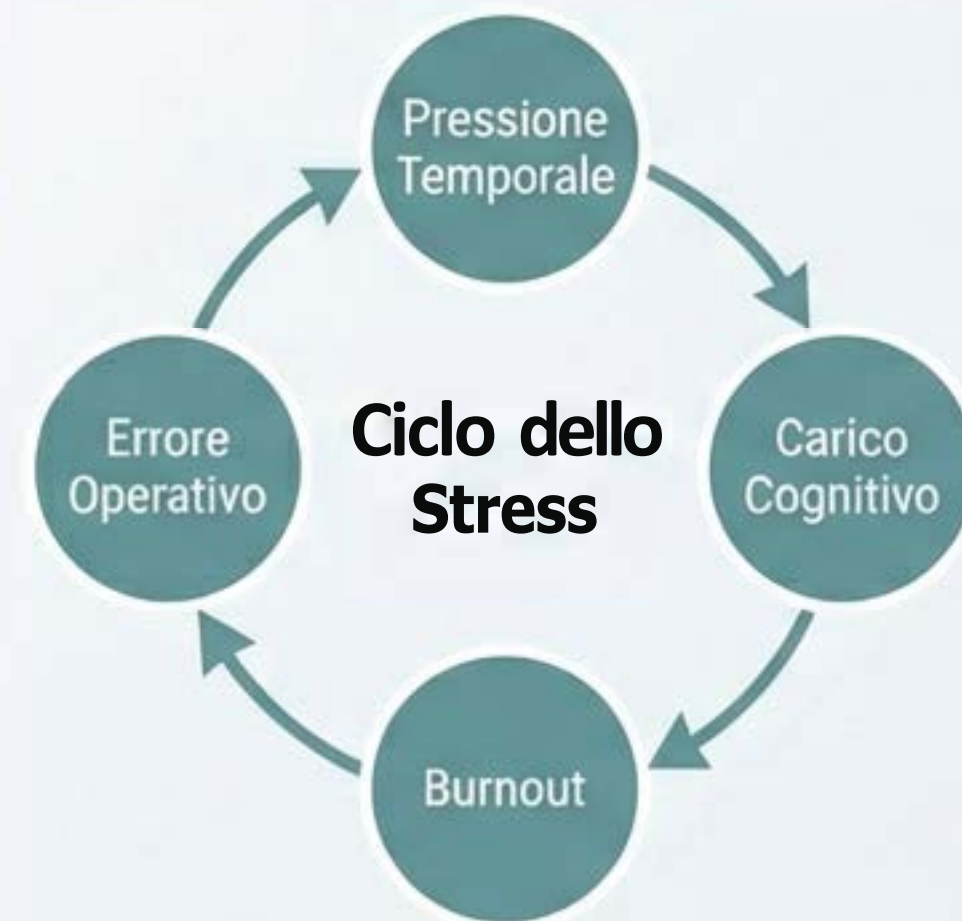 Pressione
Temporale
Errore
Operativo
Ciclo dello
Stress
Carico
Cognitivo
Burnout